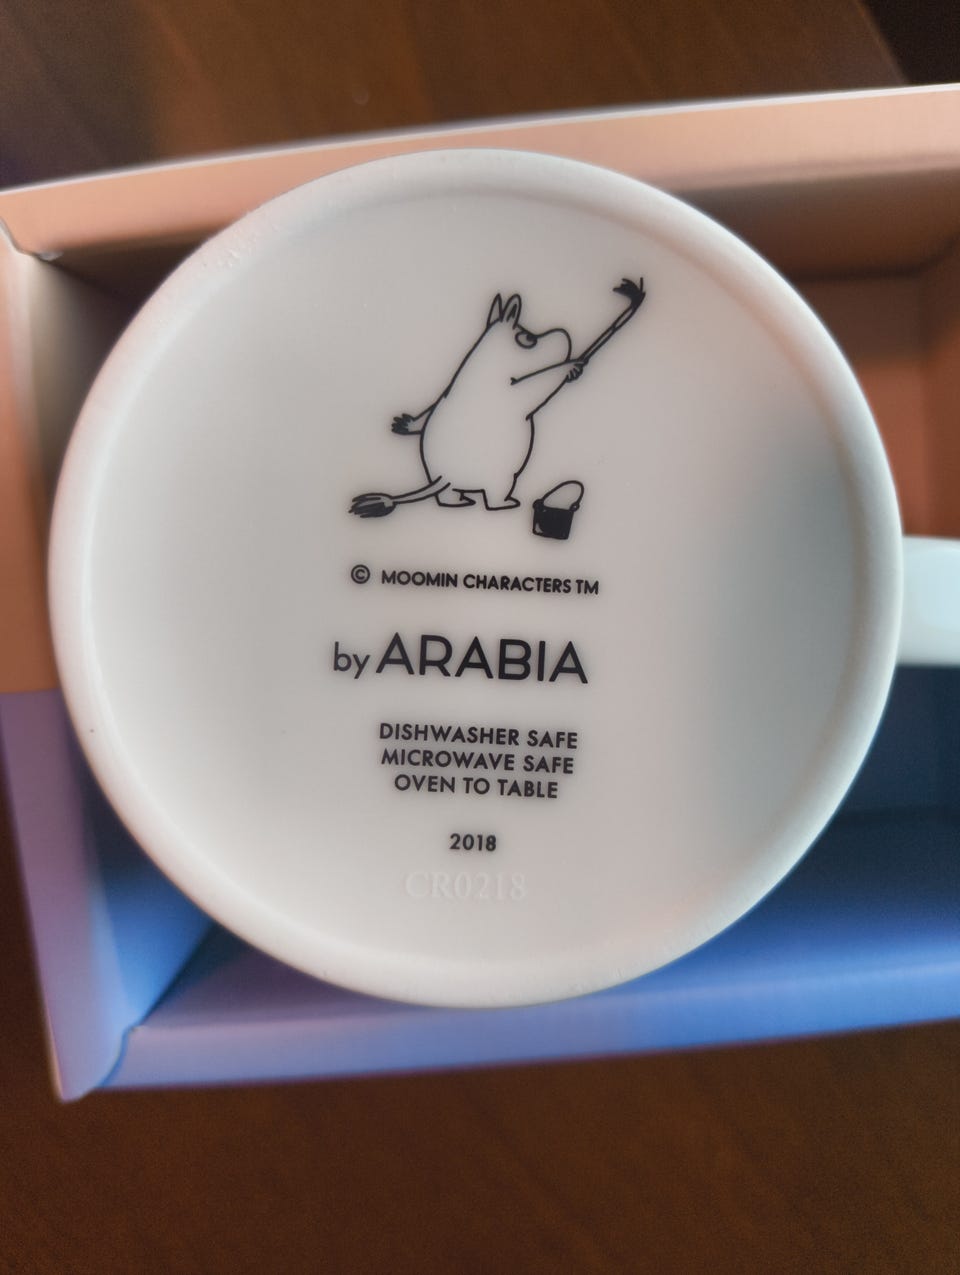 © MOOMIN CHARACTERS TM
by ARABIA
DISHWASHER SAFE
MICROWAVE SAFE
OVEN TO TABLE
2018
CR0218